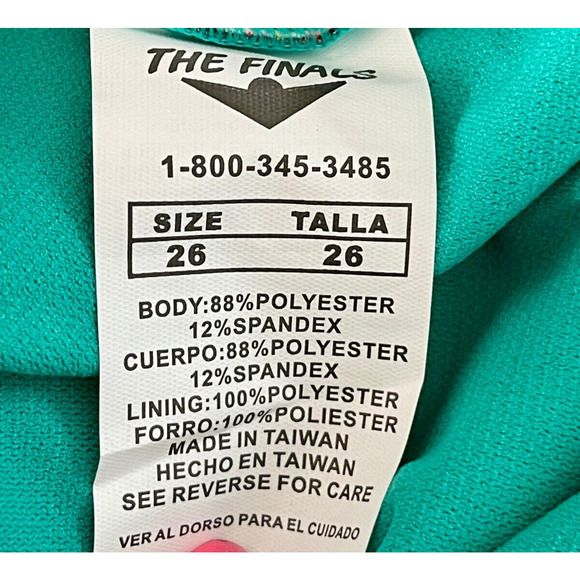 THE FINALS
1-800-345-3485
SIZE TALLA
26 26
BODY:88%POLYESTER
12%SPANDEX
CUERPO:88%POLYESTER
12%SPANDEX
LINING:100%POLYESTER
FORRO:100%POLIESTER
MADE IN TAIWAN
HECHO EN TAIWAN
SEE REVERSE FOR CARE
VER AL DORSO PARA EL CUIDADO